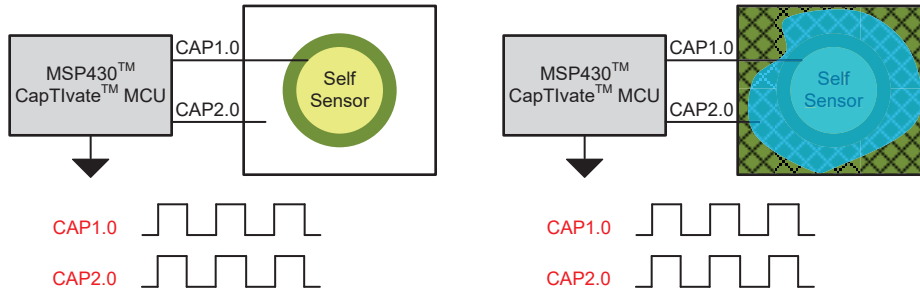 MSP430™
CapTIvate™ MCU
CAP1.0
CAP2.0
Self
Sensor
CAP1.0
CAP2.0
MSP430™
CapTIvate™ MCU
CAP1.0
CAP2.0
Self
Sensor
CAP1.0
CAP2.0